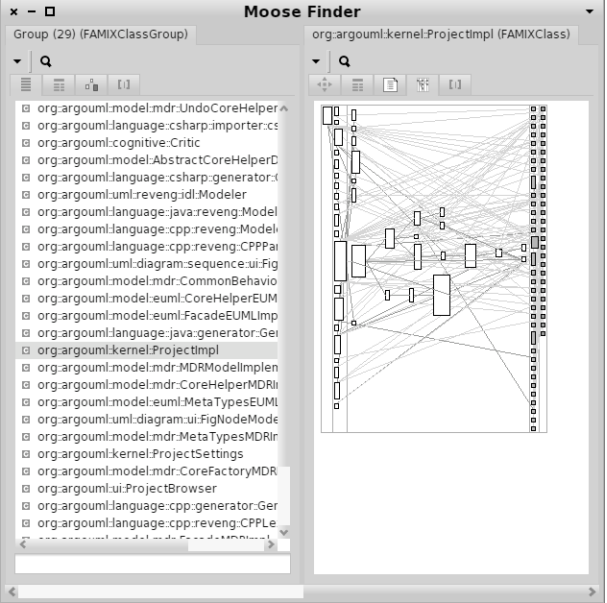 Moose Finder
Group (29) (FAMIXClassGroup)
org:argouml:kernel:ProjectImpl (FAMIXClass)
org:argouml:model:mdr::UndoCoreHelper
org:argouml:language::csharp:importer::cs
org:argouml:cognitive::Critic
org:argouml:model::AbstractCoreHelperD
org:argouml:language::csharp:generator::
org:argouml:uml:reveng:idl::Modeler
org:argouml:language::java:reveng::Model
org:argouml:language::cpp:reveng::Model
org:argouml:language::cpp:reveng::CPPPar
org:argouml:uml:diagram:sequence:ui::Fig
org:argouml:model:mdr::CommonBehavio
org:argouml:model:euml::CoreHelperEUM
org:argouml:model:euml::FacadeEUMLImp
org:argouml:language::java:generator::Ger
org:argouml:kernel::ProjectImpl
org:argouml:model:mdr::MDRModelImplem
org:argouml:model:mdr::CoreHelperMDRIr
org:argouml:model:euml::MetaTypesEUML
org:argouml:uml:diagram:ui::FigNodeMode
org:argouml:model:mdr::MetaTypesMDRIr
org:argouml:kernel::ProjectSettings
org:argouml:model:mdr::CoreFactoryMDR
org:argouml:ui::ProjectBrowser
org:argouml:language::cpp:generator::Ger
org:argouml:language::cpp:reveng::CPPLe